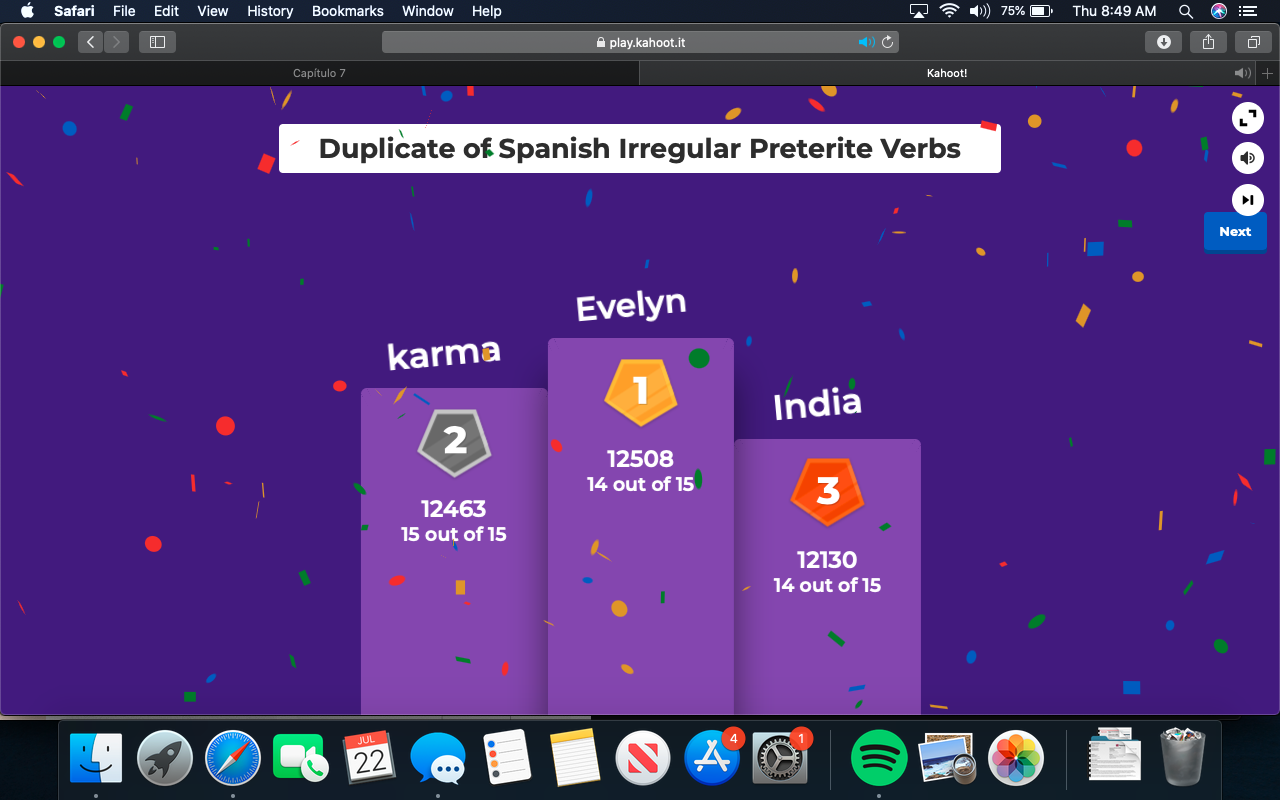 Safari File Edit View History Bookmarks Window Help 75% Thu 8:49 AM
play.kahoot.it
Capítulo 7 Kahoot!
Duplicate of Spanish Irregular Preterite Verbs
Next
Evelyn
karma
India
1
12508
14 out of 15
2
12463
15 out of 15
3
12130
14 out of 15
JUL
22
4
1